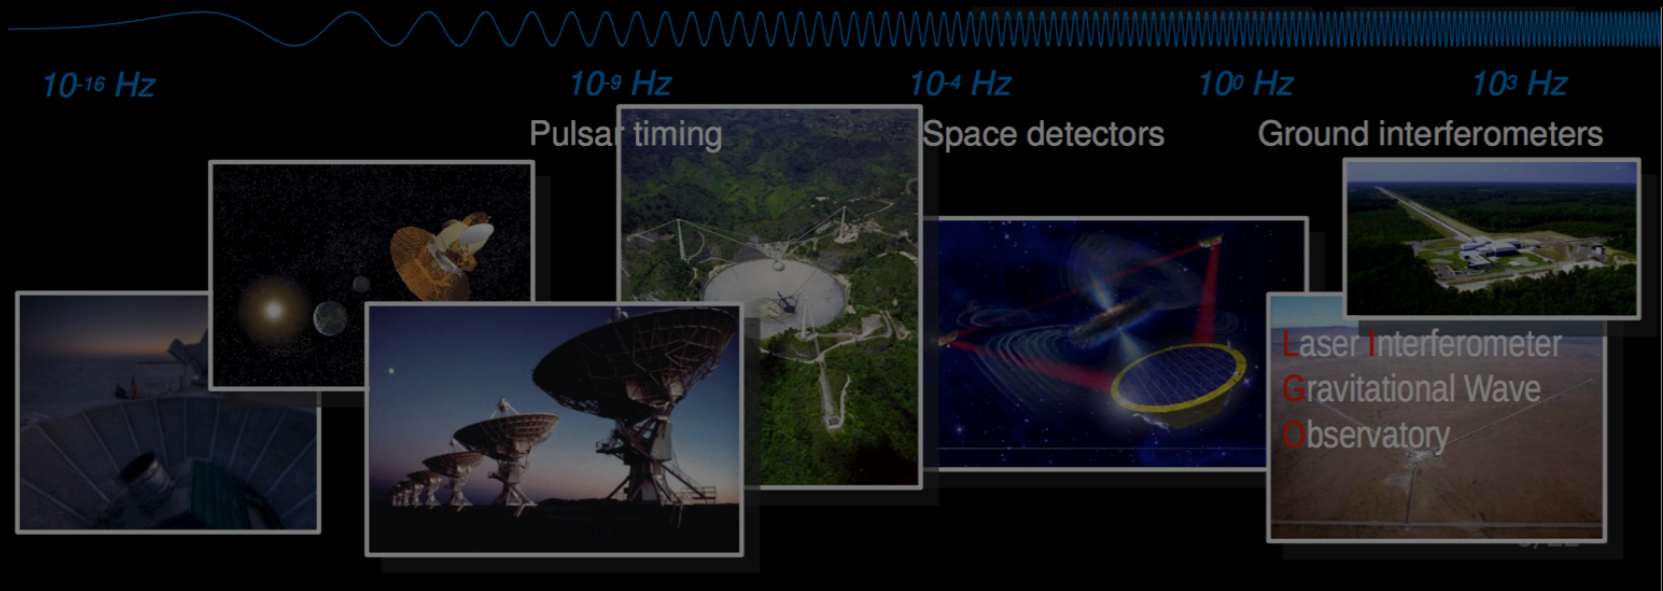 10-16 Hz
10-9 Hz
10-4 Hz
100 Hz
103 Hz
Pulsar timing
Space detectors
Ground interferometers
Laser Interferometer
Gravitational Wave
Observatory